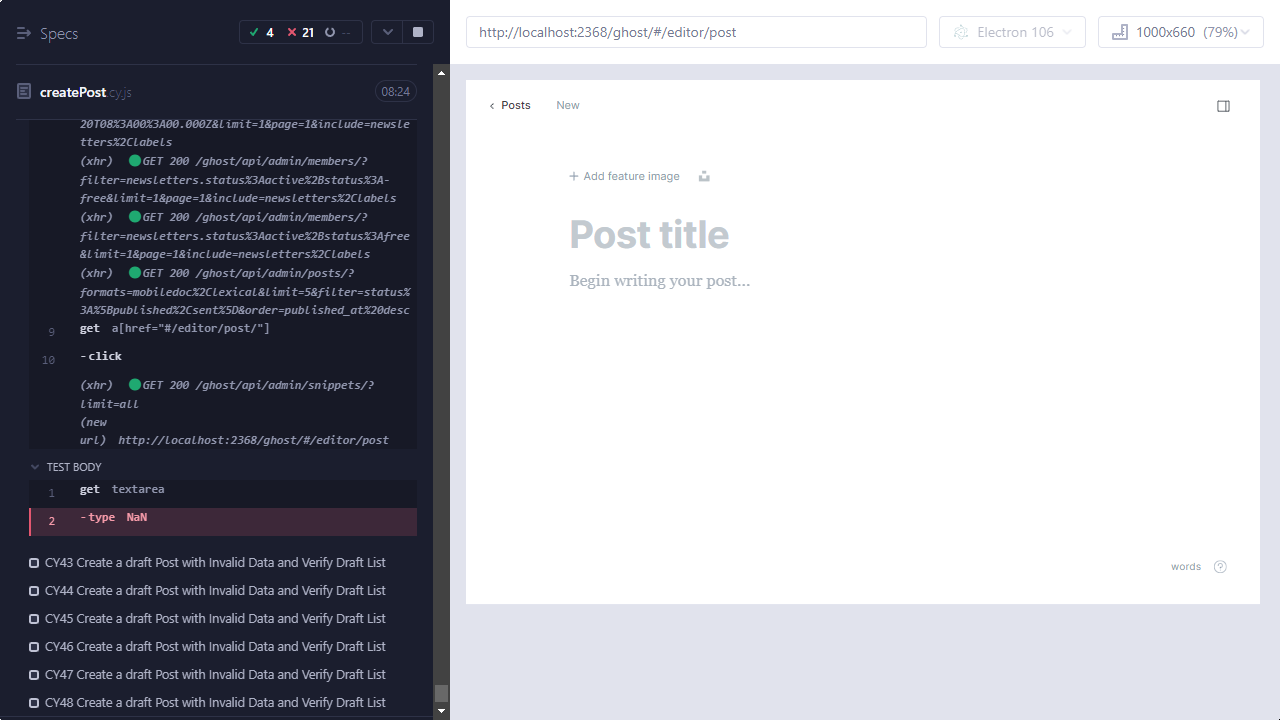 Specs
4 21 --
createPost.cy.js
08:24
20T08%3A00%3A00.000Z&limit=1&page=1&include=newsle
tters%2Clabels
(xhr) GET 200 /ghost/api/admin/members/?
filter=newsletters.status%3Aactive%2Bstatus%3A-
free&limit=1&page=1&include=newsletters%2Clabels
(xhr) GET 200 /ghost/api/admin/members/?
filter=newsletters.status%3Aactive%2Bstatus%3Afree
&limit=1&page=1&include=newsletters%2Clabels
(xhr) GET 200 /ghost/api/admin/posts/?
formats=mobiledoc%2Clexical&limit=5&filter=status%
3A%5Bpublished%2Csent%5D&order=published_at%20desc
9 get a[href="#/editor/post/"]
10 -click
(xhr) GET 200 /ghost/api/admin/snippets/?
limit=all
(new
url) http://localhost:2368/ghost/#/editor/post
TEST BODY
1 get textarea
2 -type NaN
CY43 Create a draft Post with Invalid Data and Verify Draft List
CY44 Create a draft Post with Invalid Data and Verify Draft List
CY45 Create a draft Post with Invalid Data and Verify Draft List
CY46 Create a draft Post with Invalid Data and Verify Draft List
CY47 Create a draft Post with Invalid Data and Verify Draft List
CY48 Create a draft Post with Invalid Data and Verify Draft List
http://localhost:2368/ghost/#/editor/post
Electron 106
1000x660 (79%)
‹ Posts New
+ Add feature image
Post title
Begin writing your post...
words ?